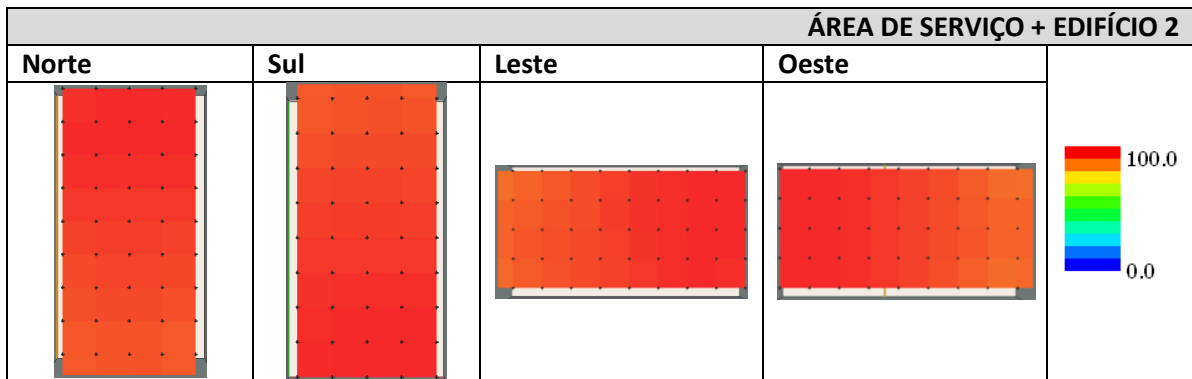 ÁREA DE SERVIÇO + EDIFÍCIO 2
Norte Sul Leste Oeste
100.0
0.0